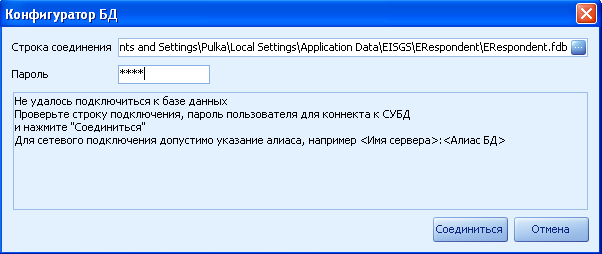 Конфигуратор БД
Строка соединения nts and Settings\Pulka\Local Settings\Application Data\EISGS\ERespondent\ERespondent.fdb ...
Пароль ****
Не удалось подключиться к базе данных
Проверьте строку подключения, пароль пользователя для коннекта к СУБД
и нажмите "Соединиться"
Для сетевого подключения допустимо указание алиаса, например <Имя сервера>:<Алиас БД>
Соединиться Отмена